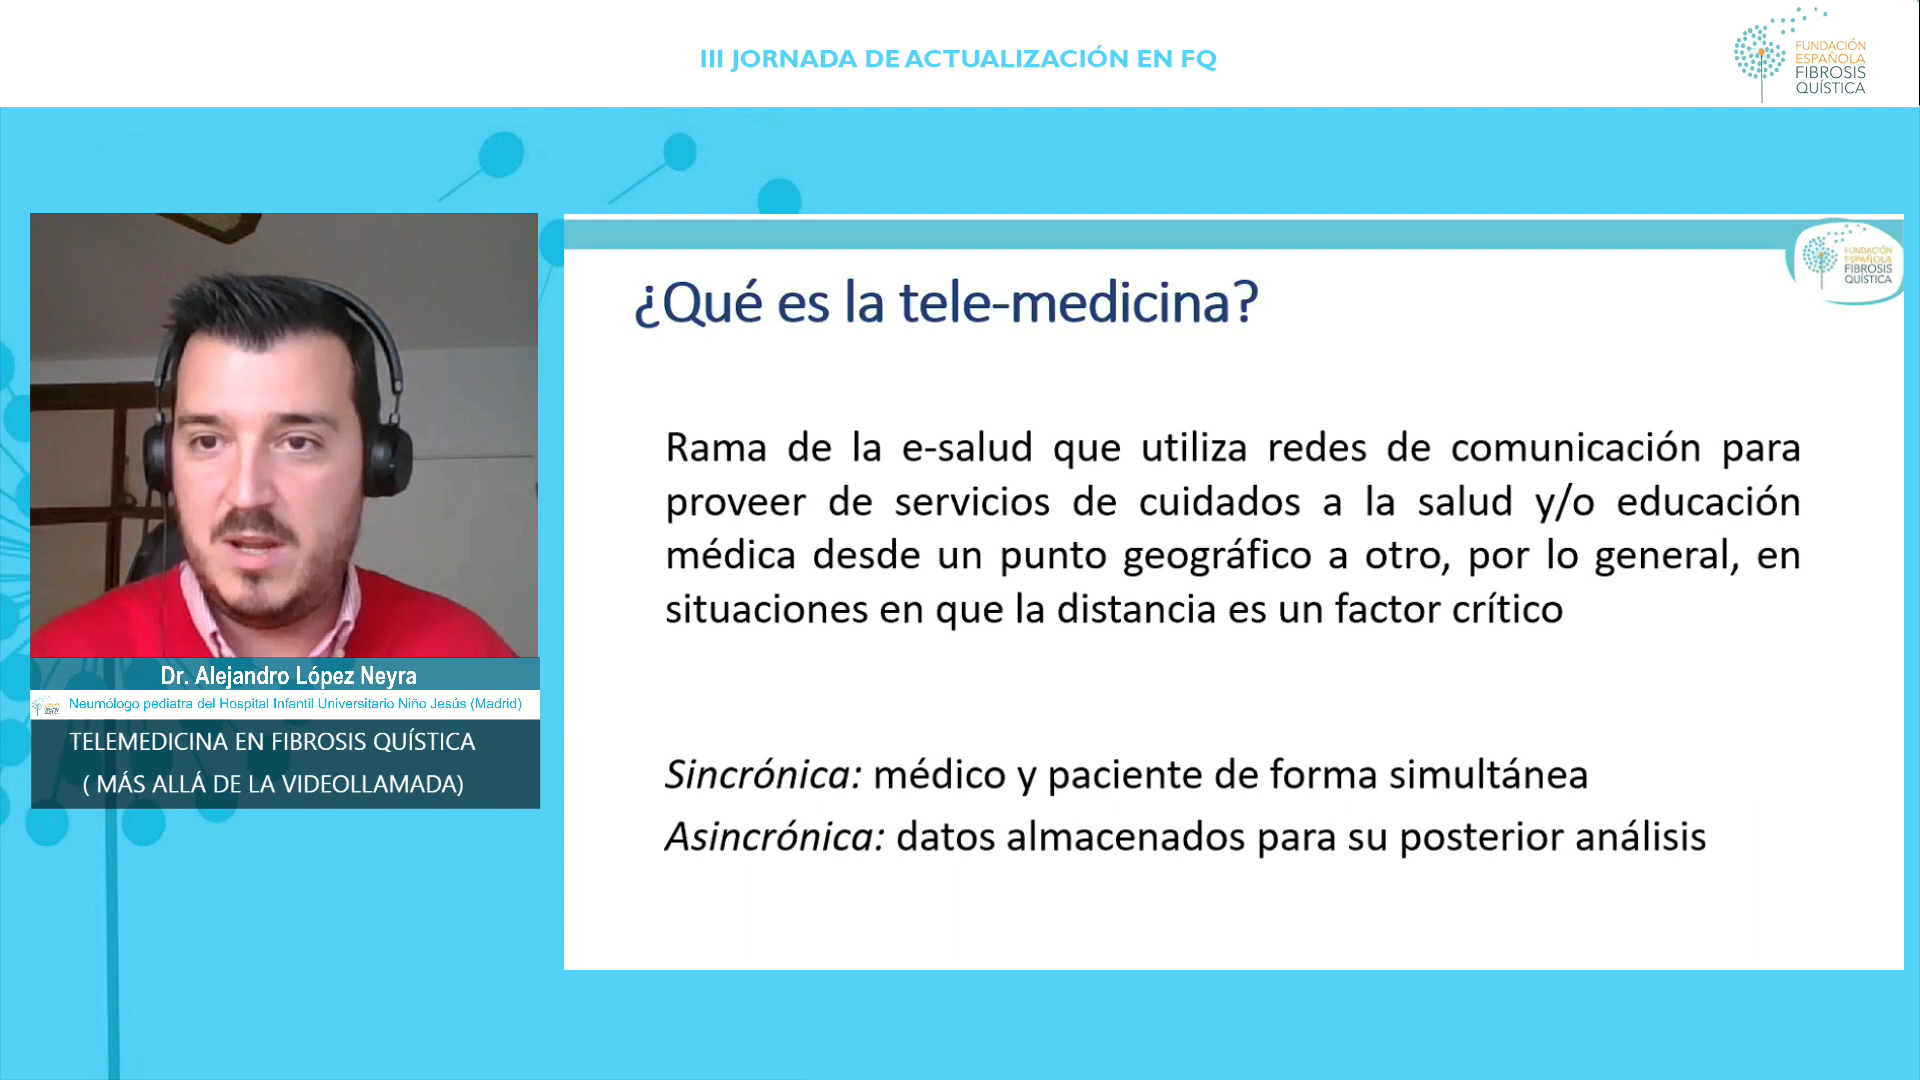 III JORNADA DE ACTUALIZACIÓN EN FQ
FUNDACIÓN
ESPAÑOLA
FIBROSIS
QUÍSTICA
FUNDACIÓN
ESPAÑOLA
FIBROSIS
QUÍSTICA
¿Qué es la tele-medicina?
Rama de la e-salud que utiliza redes de comunicación para
proveer de servicios de cuidados a la salud y/o educación
médica desde un punto geográfico a otro, por lo general, en
situaciones en que la distancia es un factor crítico
Sincrónica: médico y paciente de forma simultánea
Asincrónica: datos almacenados para su posterior análisis
Dr. Alejandro López Neyra
Neumólogo pediatra del Hospital Infantil Universitario Niño Jesús (Madrid)
TELEMEDICINA EN FIBROSIS QUÍSTICA
( MÁS ALLÁ DE LA VIDEOLLAMADA)